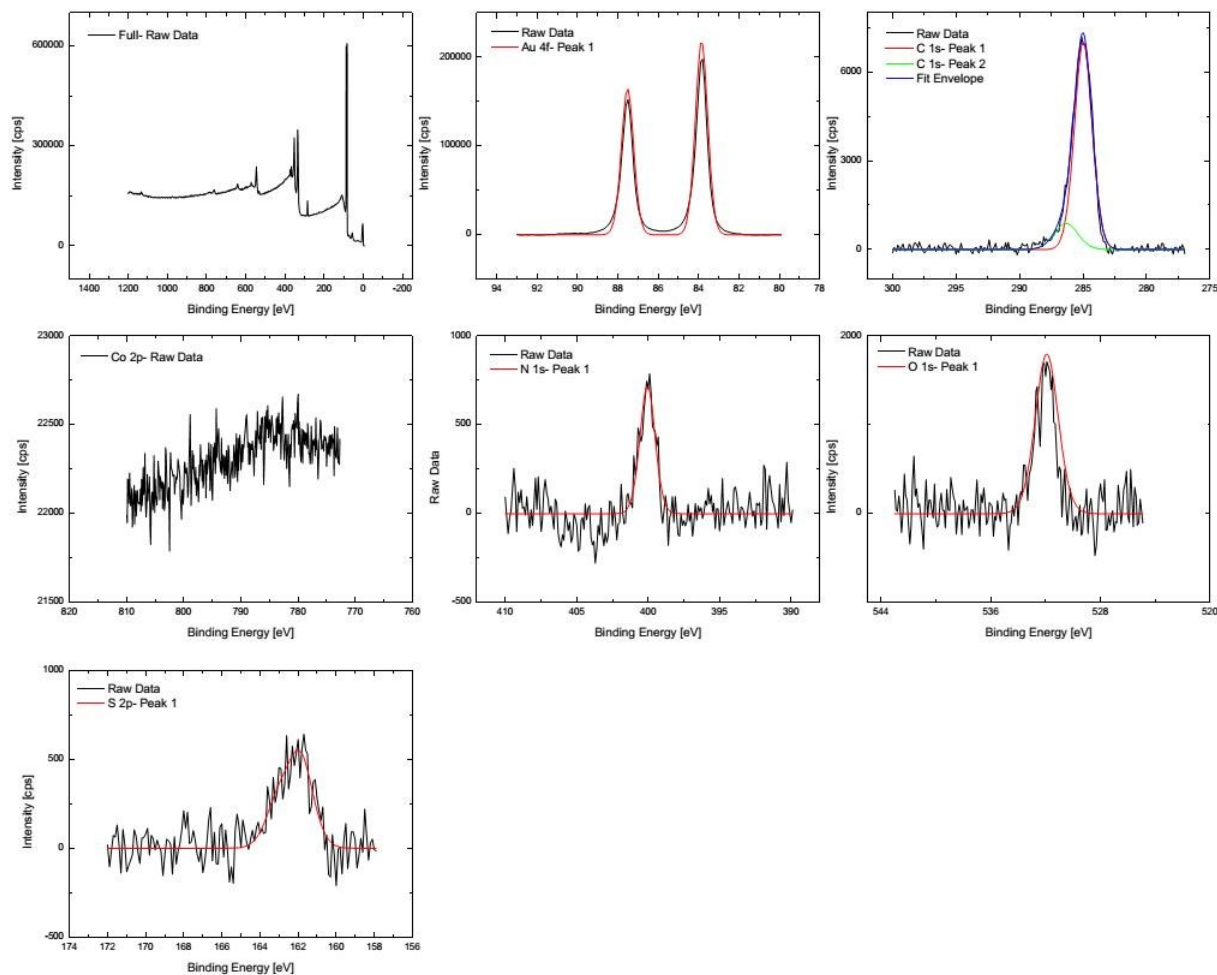 Full- Raw Data
600000
300000
0
Intensity [cps]
1400 1200 1000 800 600 400 200 0 -200
Binding Energy [eV]
Raw Data
Au 4f- Peak 1
200000
100000
0
Intensity [cps]
94 92 90 88 86 84 82 80 78
Binding Energy [eV]
Raw Data
C 1s- Peak 1
C 1s- Peak 2
Fit Envelope
7000
3000
0
Intensity [cps]
300 295 290 285 280 275
Binding Energy [eV]
Co 2p- Raw Data
23000
22500
22000
21500
Intensity [cps]
820 810 800 790 780 770 760
Binding Energy [eV]
Raw Data
N 1s- Peak 1
1000
500
0
-500
Raw Data
410 405 400 395 390
Binding Energy [eV]
Raw Data
O 1s- Peak 1
2000
0
Intensity [cps]
544 536 528 520
Binding Energy [eV]
Raw Data
S 2p- Peak 1
1000
500
0
-500
Intensity [cps]
174 172 170 168 166 164 162 160 158 156
Binding Energy [eV]